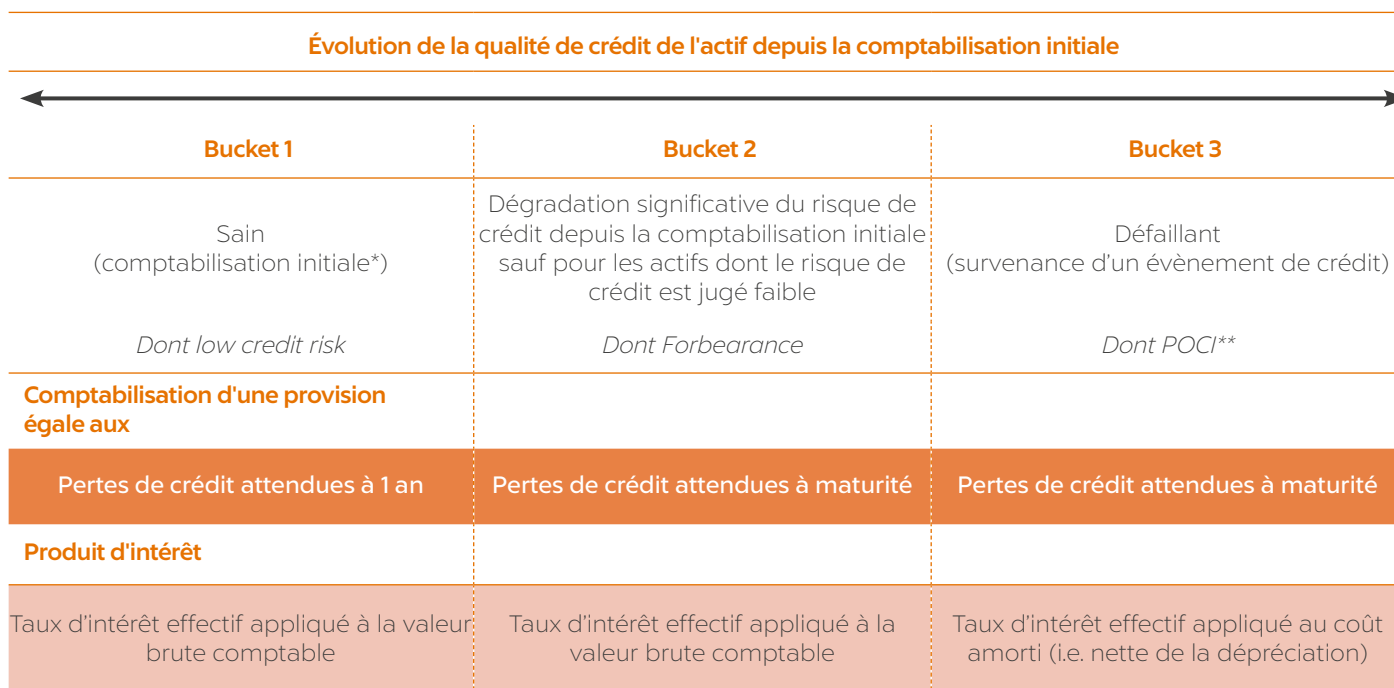 Évolution de la qualité de crédit de l'actif depuis la comptabilisation initiale
Bucket 1
Bucket 2
Bucket 3
Sain
(comptabilisation initiale*)
Dégradation significative du risque de
crédit depuis la comptabilisation initiale
sauf pour les actifs dont le risque de
crédit est jugé faible
Défaillant
(survenance d'un évènement de crédit)
Dont low credit risk
Dont Forbearance
Dont POCI**
Comptabilisation d'une provision
égale aux
Pertes de crédit attendues à 1 an
Pertes de crédit attendues à maturité
Pertes de crédit attendues à maturité
Produit d'intérêt
Taux d'intérêt effectif appliqué à la valeur
brute comptable
Taux d'intérêt effectif appliqué à la
valeur brute comptable
Taux d'intérêt effectif appliqué au coût
amorti (i.e. nette de la dépréciation)